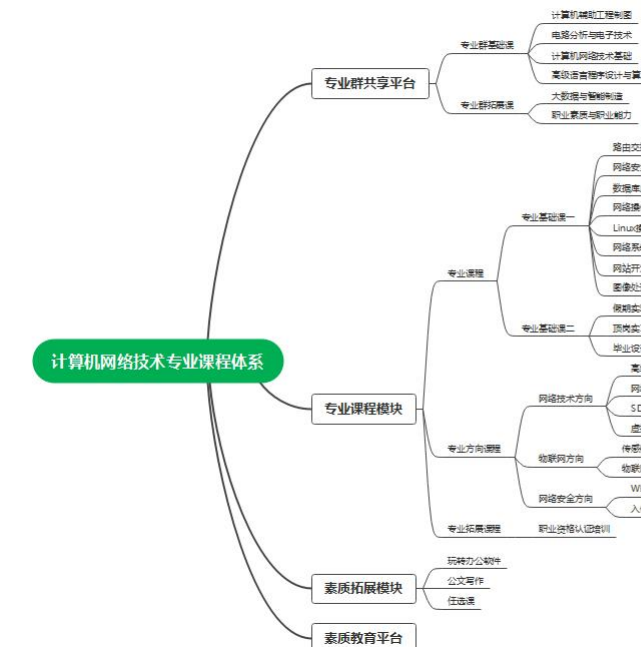 计算机网络技术专业课程体系
专业群共享平台
专业群基础课
计算机辅助工程制图
电路分析与电子技术
计算机网络技术基础
高级语言程序设计与算
专业群拓展课
大数据与智能制造
职业素质与职业能力
专业课程模块
专业课程
专业基础课一
路由交
网络安
数据库
网络操
Linux
网络系
网站开
图像处
专业基础课二
假期实
顶岗实
毕业设
专业方向课程
网络技术方向
高
网
SD
虚
物联网方向
传感
物联
网络安全方向
WI
入
专业拓展课程
职业资格认证培训
素质拓展模块
玩转办公软件
公文写作
任选课
素质教育平台